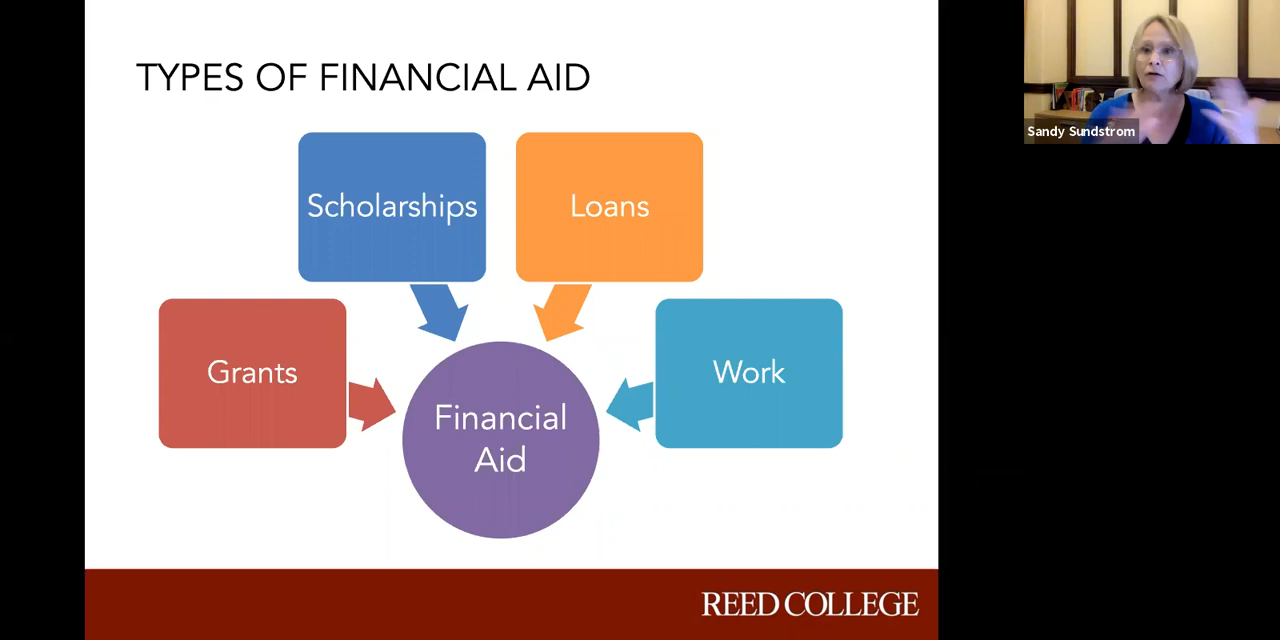 TYPES OF FINANCIAL AID
Scholarships
Loans
Grants
Work
Financial
Aid
REED COLLEGE
Sandy Sundstrom